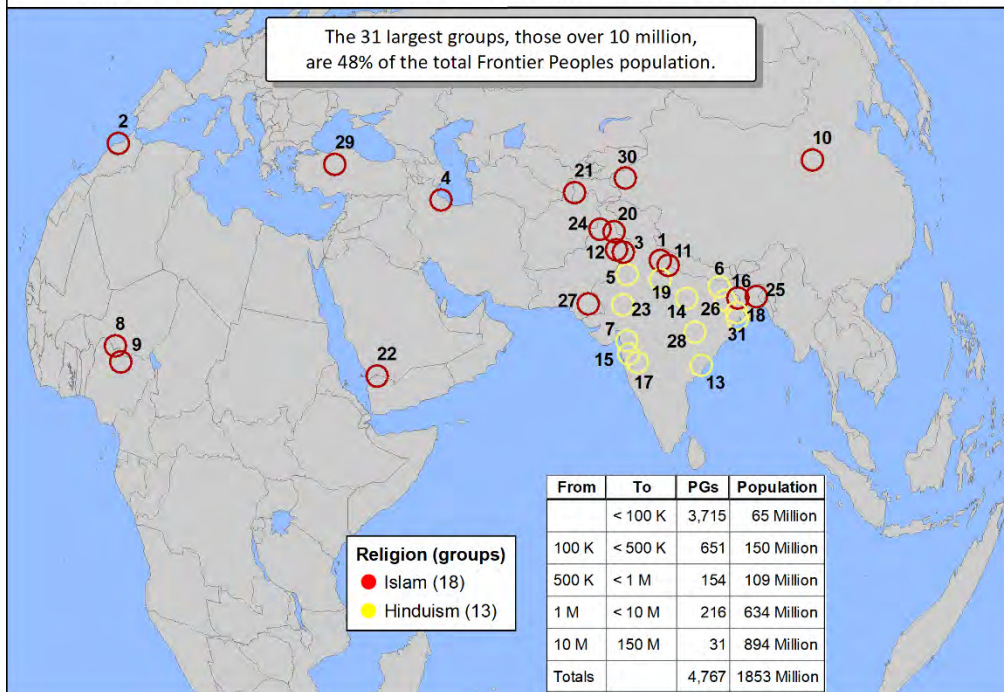 The 31 largest groups, those over 10 million,
are 48% of the total Frontier Peoples population.
2
29
10
30
21
4
24
20
12
3
1
11
5
6
16
25
19
27
14
26
18
23
8
7
28
31
9
22
15
17
13
From To PGs Population
< 100 K 3,715 65 Million
100 K < 500 K 651 150 Million
500 K < 1 M 154 109 Million
1 M < 10 M 216 634 Million
10 M 150 M 31 894 Million
Totals 4,767 1853 Million
Religion (groups)
Islam (18)
Hinduism (13)